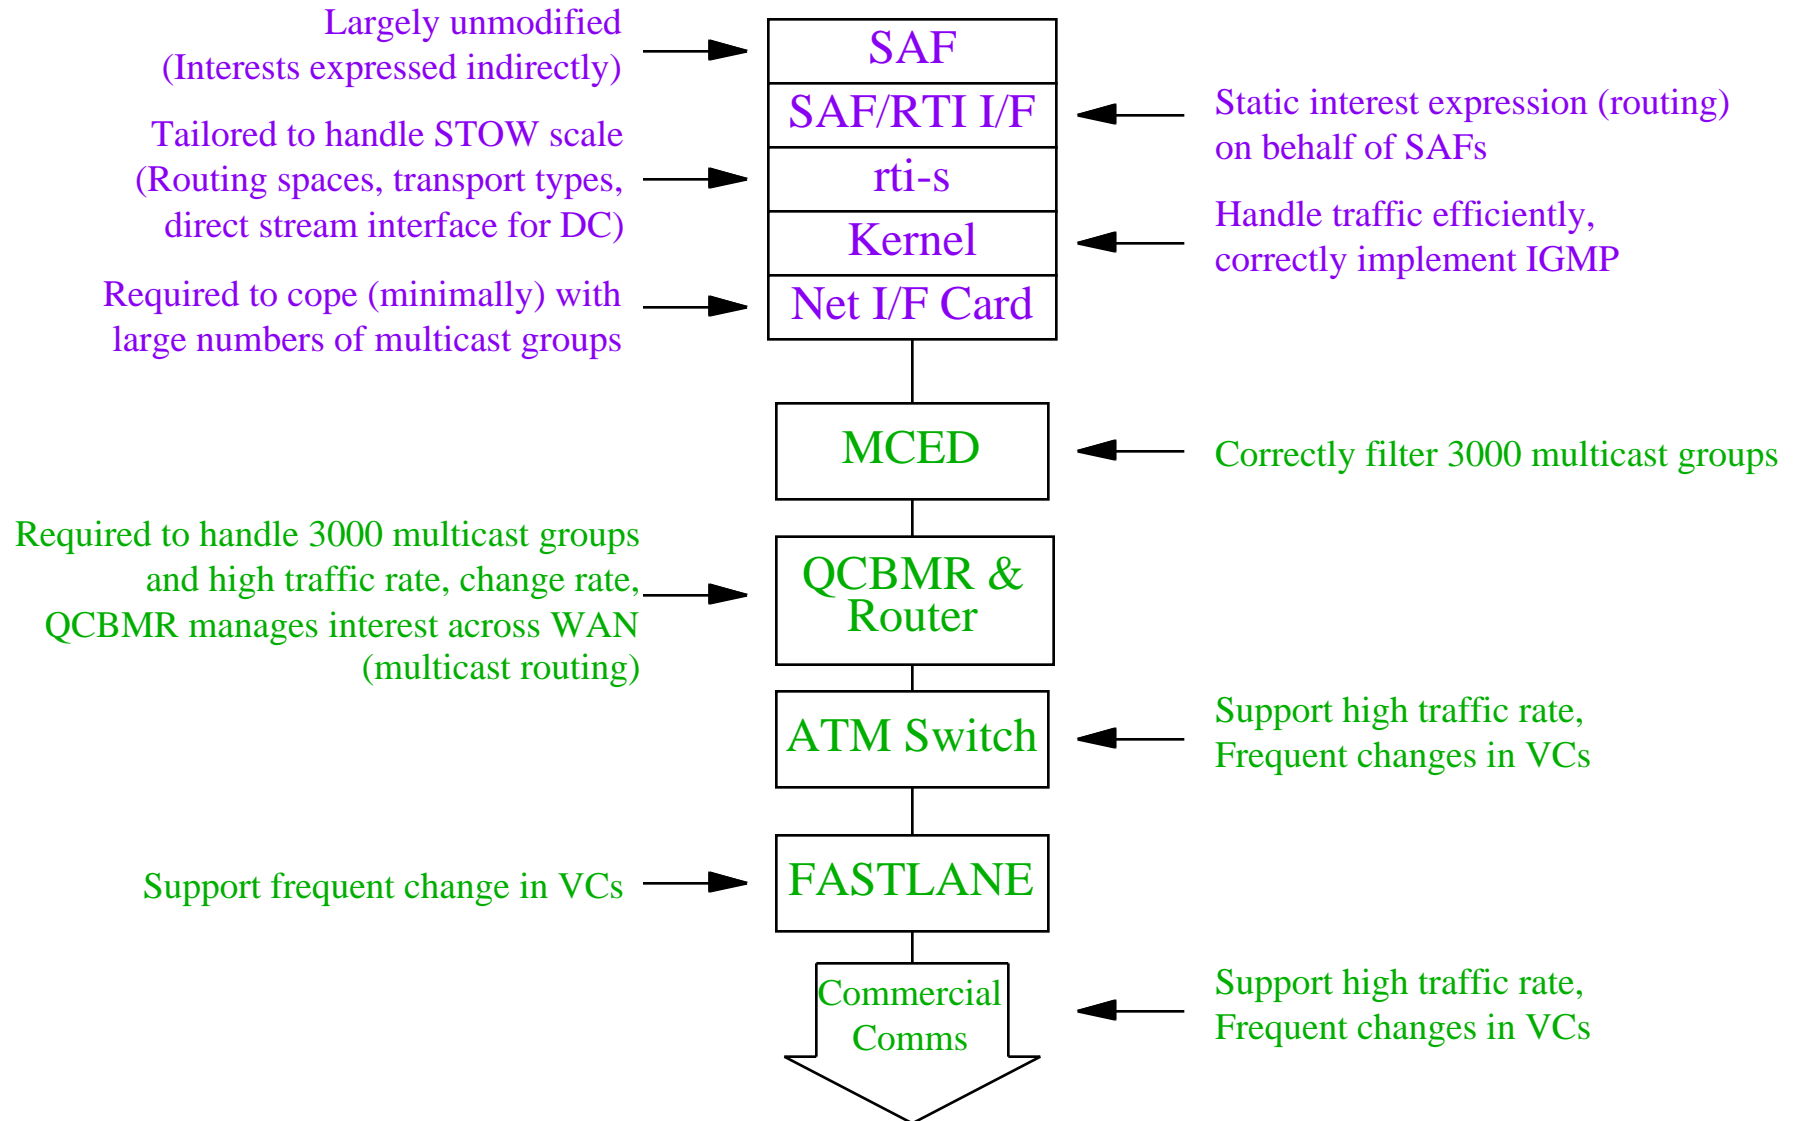 Largely unmodified
(Interests expressed indirectly)
SAF
SAF/RTI I/F
Static interest expression (routing)
on behalf of SAFs
Tailored to handle STOW scale
(Routing spaces, transport types,
direct stream interface for DC)
rti-s
Kernel
Handle traffic efficiently,
correctly implement IGMP
Required to cope (minimally) with
large numbers of multicast groups
Net I/F Card
MCED
Correctly filter 3000 multicast groups
Required to handle 3000 multicast groups
and high traffic rate, change rate,
QCBMR manages interest across WAN
(multicast routing)
QCBMR &
Router
ATM Switch
Support high traffic rate,
Frequent changes in VCs
Support frequent change in VCs
FASTLANE
Commercial
Comms
Support high traffic rate,
Frequent changes in VCs